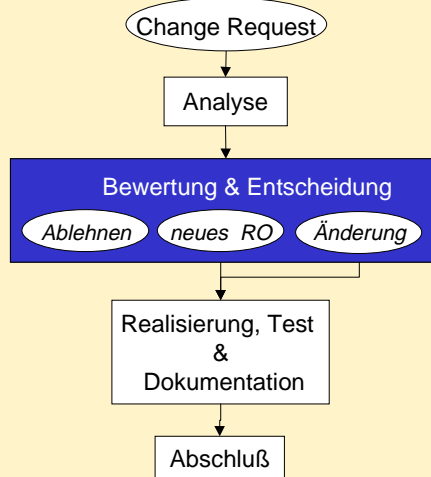 Change Request
Analyse
Bewertung & Entscheidung
Ablehnen
neues RO
Änderung
Realisierung, Test
&
Dokumentation
Abschluß